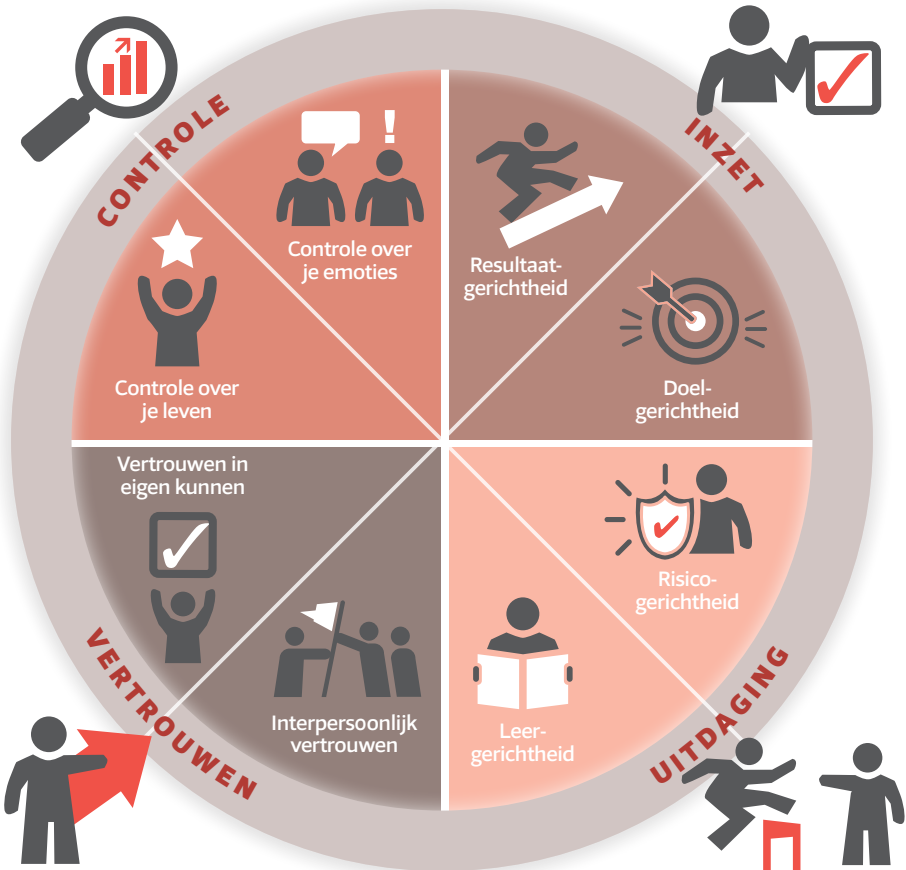 CONTROLE
INZET
Controle over
je emoties
Resultaat-
gerichtheid
Controle over
je leven
Doel-
gerichtheid
Vertrouwen in
eigen kunnen
Risico-
gerichtheid
Interpersoonlijk
vertrouwen
Leer-
gerichtheid
VERTROUWEN
UITDAGING